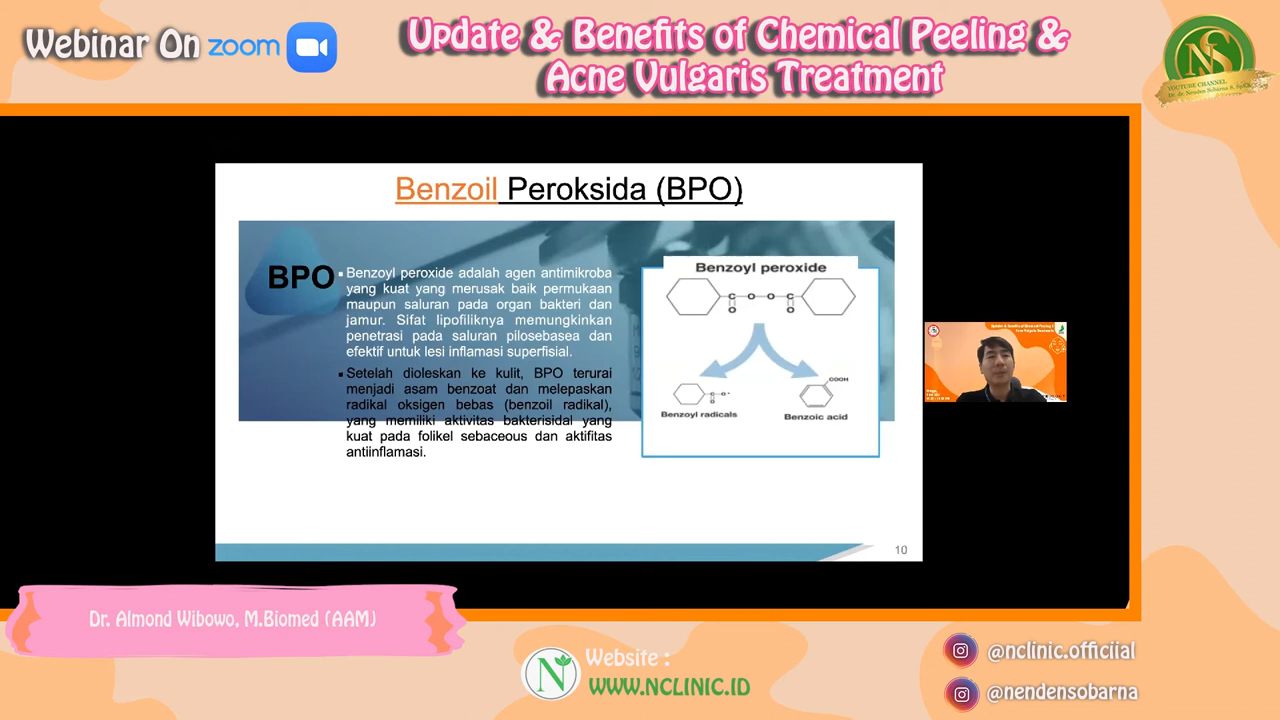 Webinar On zoom
Update & Benefits of Chemical Peeling &
Acne Vulgaris Treatment
NS
YOUTUBE CHANNEL
Benzoil Peroksida (BPO)
BPO
▪ Benzoyl peroxide adalah agen antimikroba
yang kuat yang merusak baik permukaan
maupun saluran pada organ bakteri dan
jamur. Sifat lipofiliknya memungkinkan
penetrasi pada saluran pilosebasea dan
efektif untuk lesi inflamasi superfisial.
▪ Setelah dioleskan ke kulit, BPO terurai
menjadi asam benzoat dan melepaskan
radikal oksigen bebas (benzoil radikal),
yang memiliki aktivitas bakterisidal yang
kuat pada folikel sebaceous dan aktifitas
antiinflamasi.
Benzoyl peroxide
C O O C
O O
C O•
O
Benzoyl radicals
COOH
Benzoic acid
10
Dr. Almond Wibowo, M.Biomed (AAM)
N
Website :
WWW.NCLINIC.ID
@nclinic.officiial
@nendensobarna